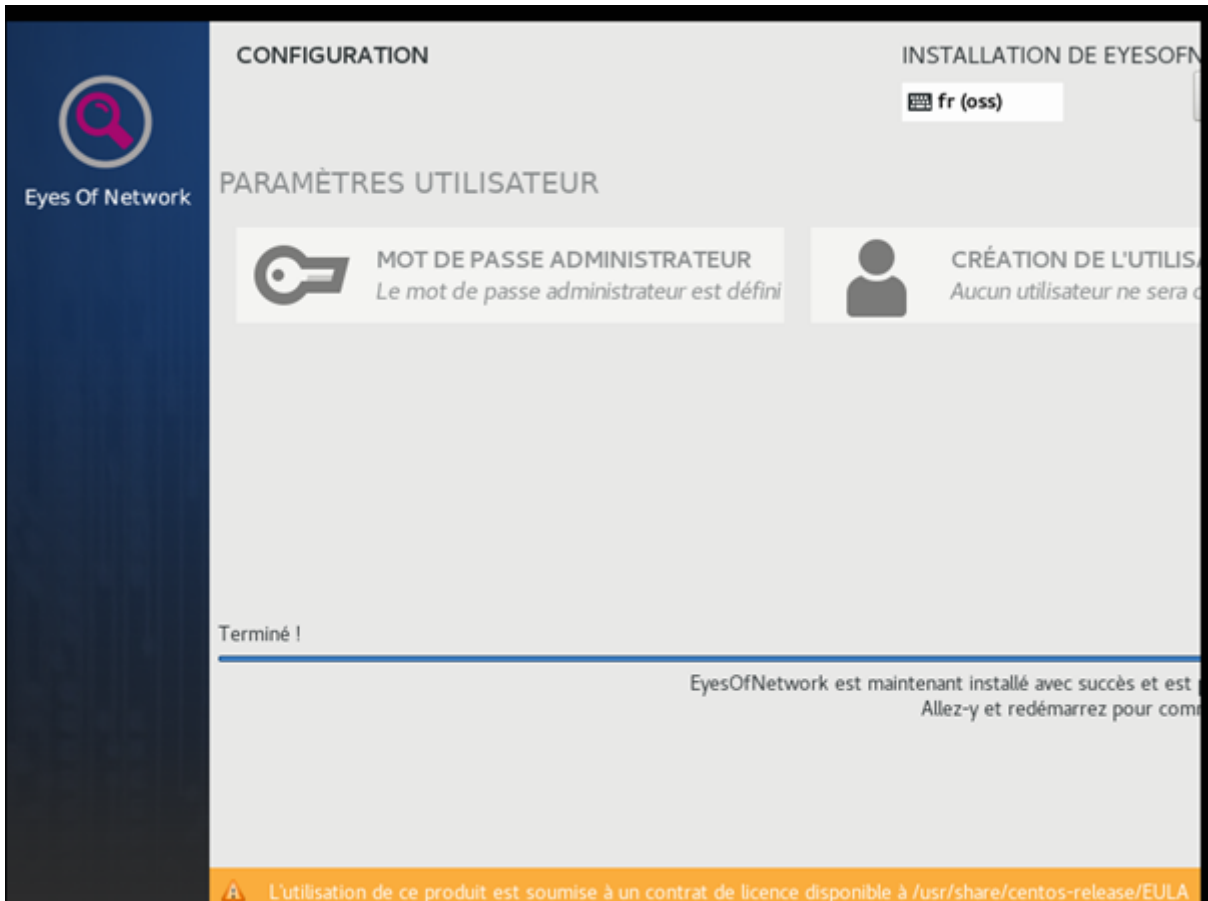 CONFIGURATION
INSTALLATION DE EYESOFN
fr (oss)
Eyes Of Network
PARAMÈTRES UTILISATEUR
MOT DE PASSE ADMINISTRATEUR
Le mot de passe administrateur est défini
CRÉATION DE L'UTILIS
Aucun utilisateur ne sera
Terminé !
EyesOfNetwork est maintenant installé avec succès et est
Allez-y et redémarrez pour com
L'utilisation de ce produit est soumise à un contrat de licence disponible à /usr/share/centos-release/EULA